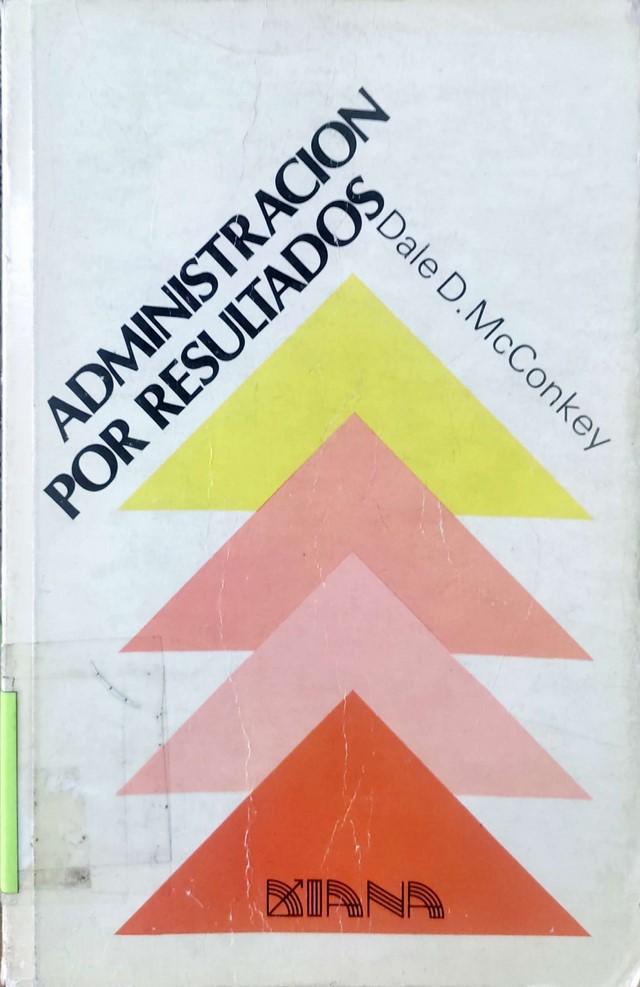 ADMINISTRACION
POR RESULTADOS
Dale D. McConkey
DIANA